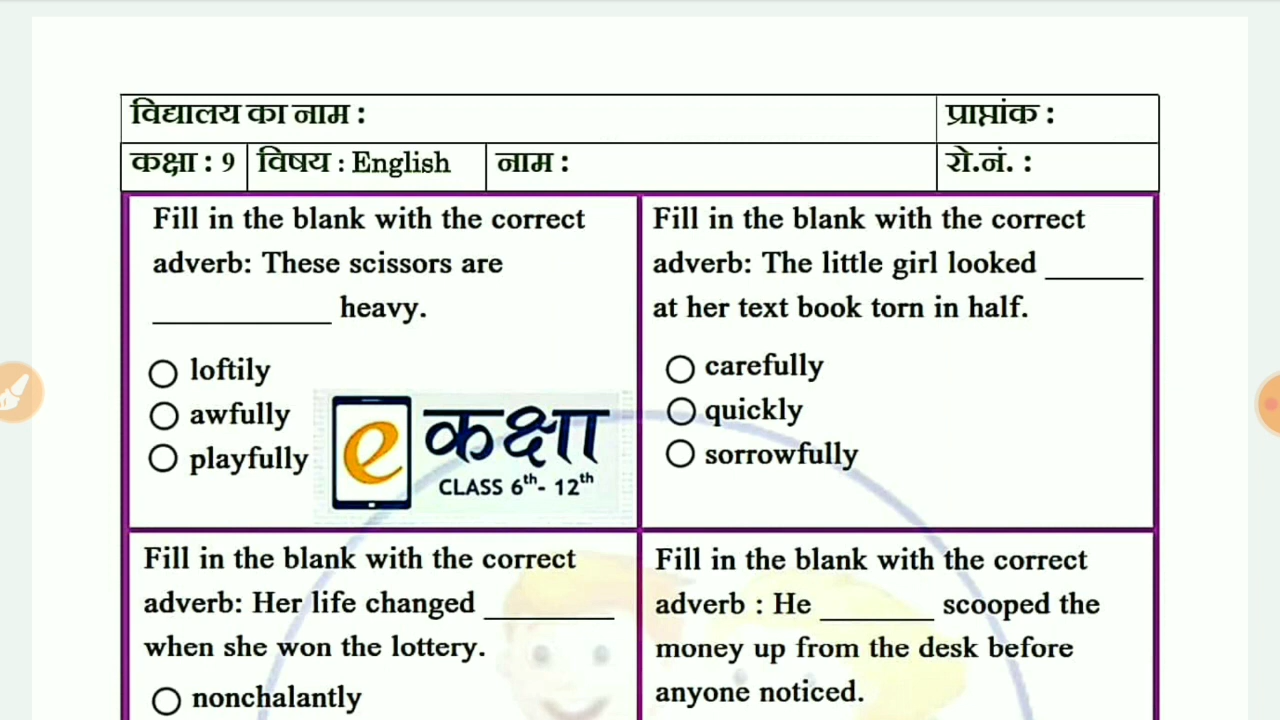 विद्यालय का नाम : प्राप्तांक :
कक्षा : 9 विषय : English नाम : रो.नं. :
Fill in the blank with the correct
adverb: These scissors are
____________ heavy.
loftily
awfully
playfully
e कक्षा
CLASS 6th- 12th
Fill in the blank with the correct
adverb: The little girl looked _______
at her text book torn in half.
carefully
quickly
sorrowfully
Fill in the blank with the correct
adverb: Her life changed _________
when she won the lottery.
nonchalantly
Fill in the blank with the correct
adverb : He ________ scooped the
money up from the desk before
anyone noticed.